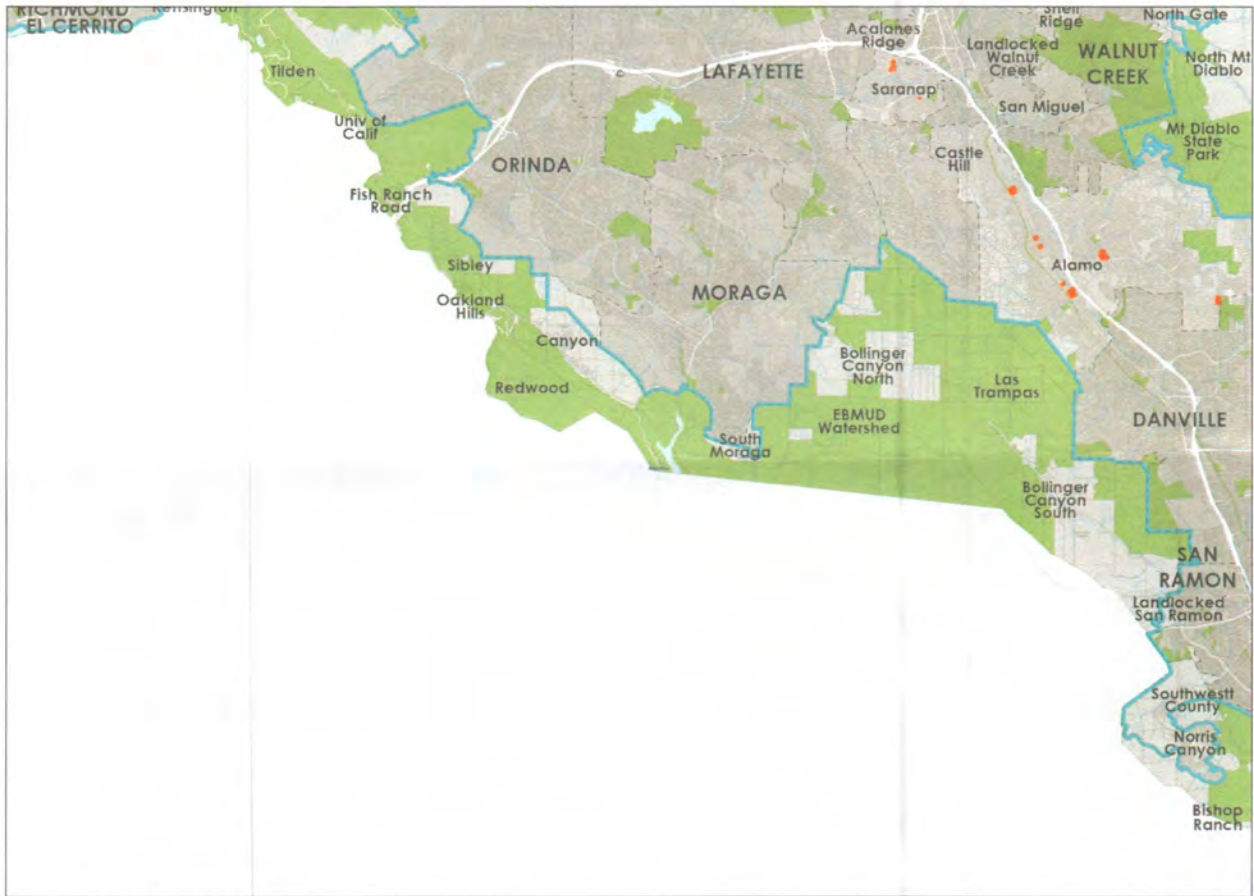 RICHMOND
EL CERRITO
Kensington
Tilden
Univ of
Calif
Fish Ranch
Road
ORINDA
LAFAYETTE
Acalanes
Ridge
Saranap
Shell
Ridge
Landlocked
Walnut
Creek
San Miguel
WALNUT
CREEK
North Gate
North Mt
Diablo
Mt Diablo
State
Park
Castle
Hill
Alamo
Sibley
Oakland
Hills
Canyon
Redwood
MORAGA
South
Moraga
Bollinger
Canyon
North
EBMUD
Watershed
Las
Trampas
DANVILLE
Bollinger
Canyon
South
SAN
RAMON
Landlocked
San Ramon
Southwestt
County
Norris
Canyon
Bishop
Ranch